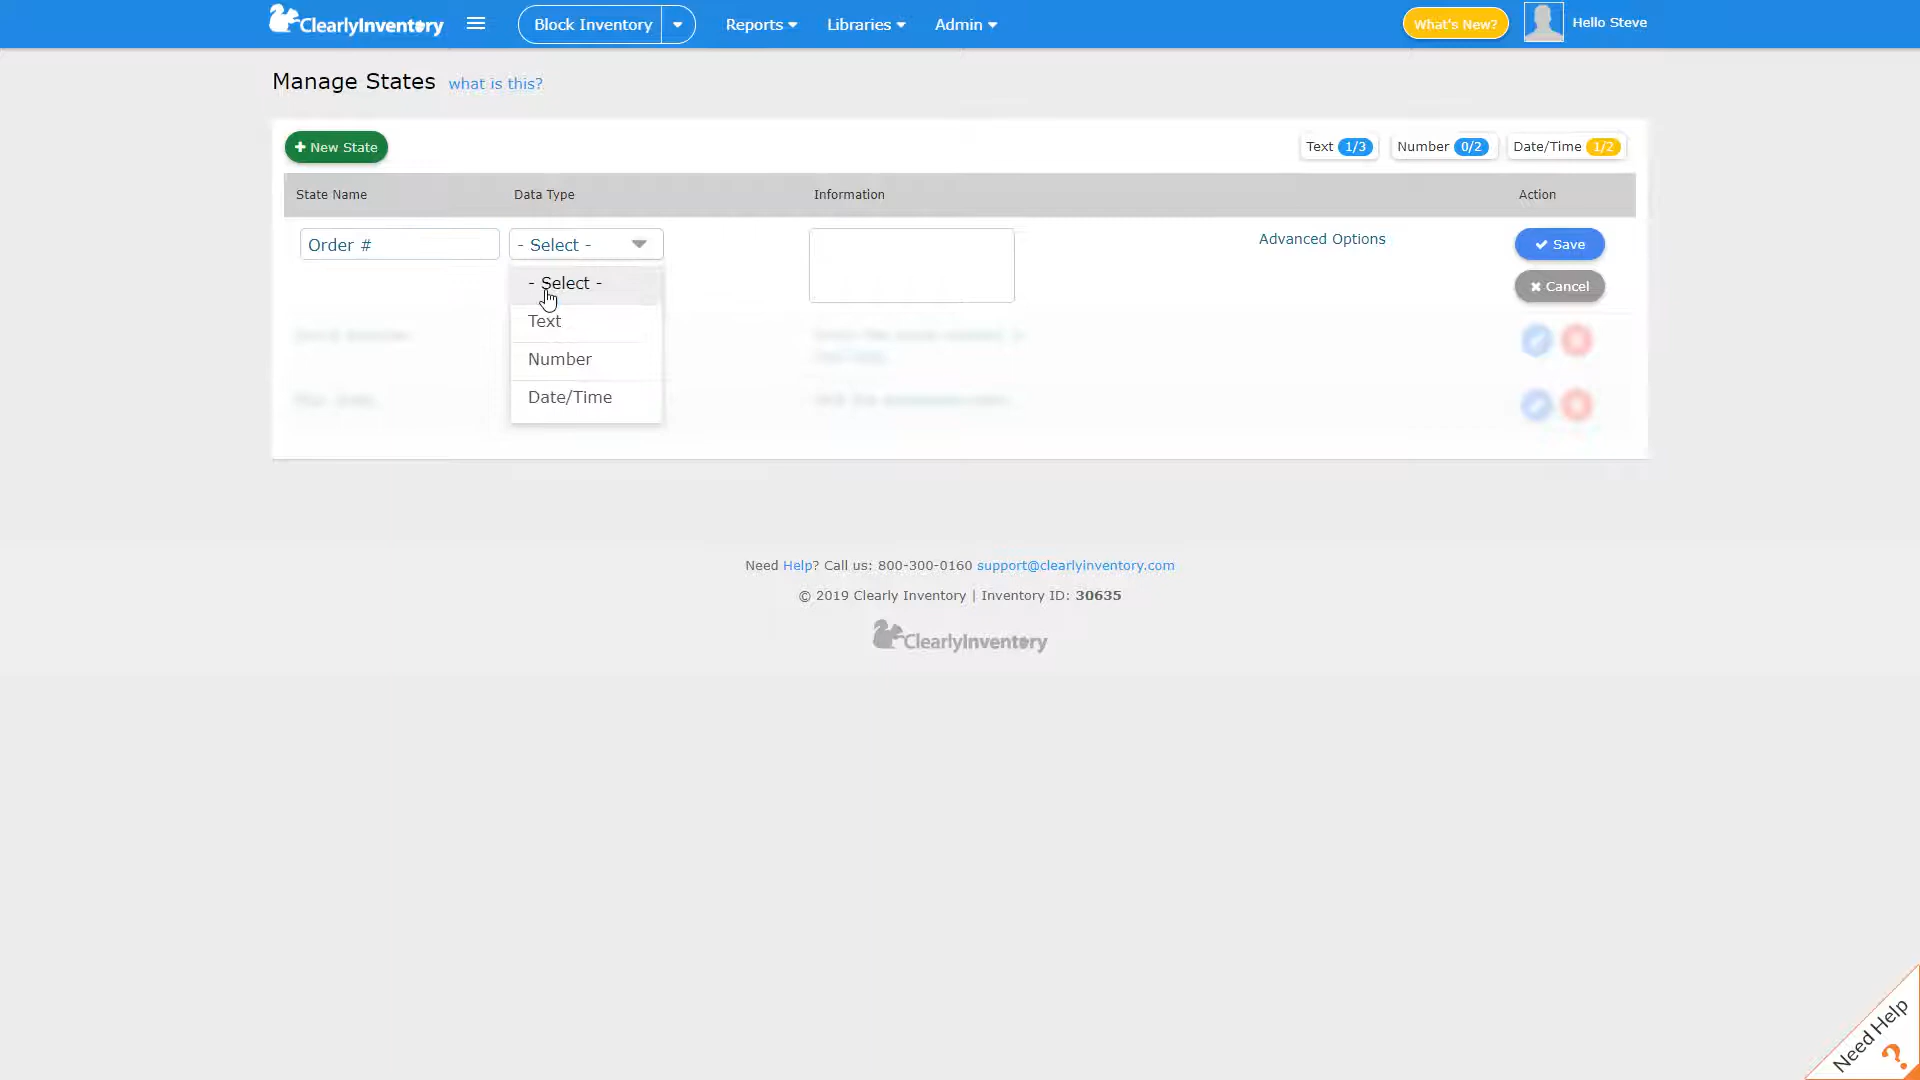 ClearlyInventory
Block Inventory
Reports
Libraries
Admin
What's New?
Hello Steve
Manage States what is this?
+ New State
Text 1/3 Number 0/2 Date/Time 1/2
State Name Data Type Information Action
Order # - Select - Advanced Options Save
- Select -
Cancel
Text
Number
Date/Time
Need Help? Call us: 800-300-0160 support@clearlyinventory.com
© 2019 Clearly Inventory | Inventory ID: 30635
ClearlyInventory
Need Help
?